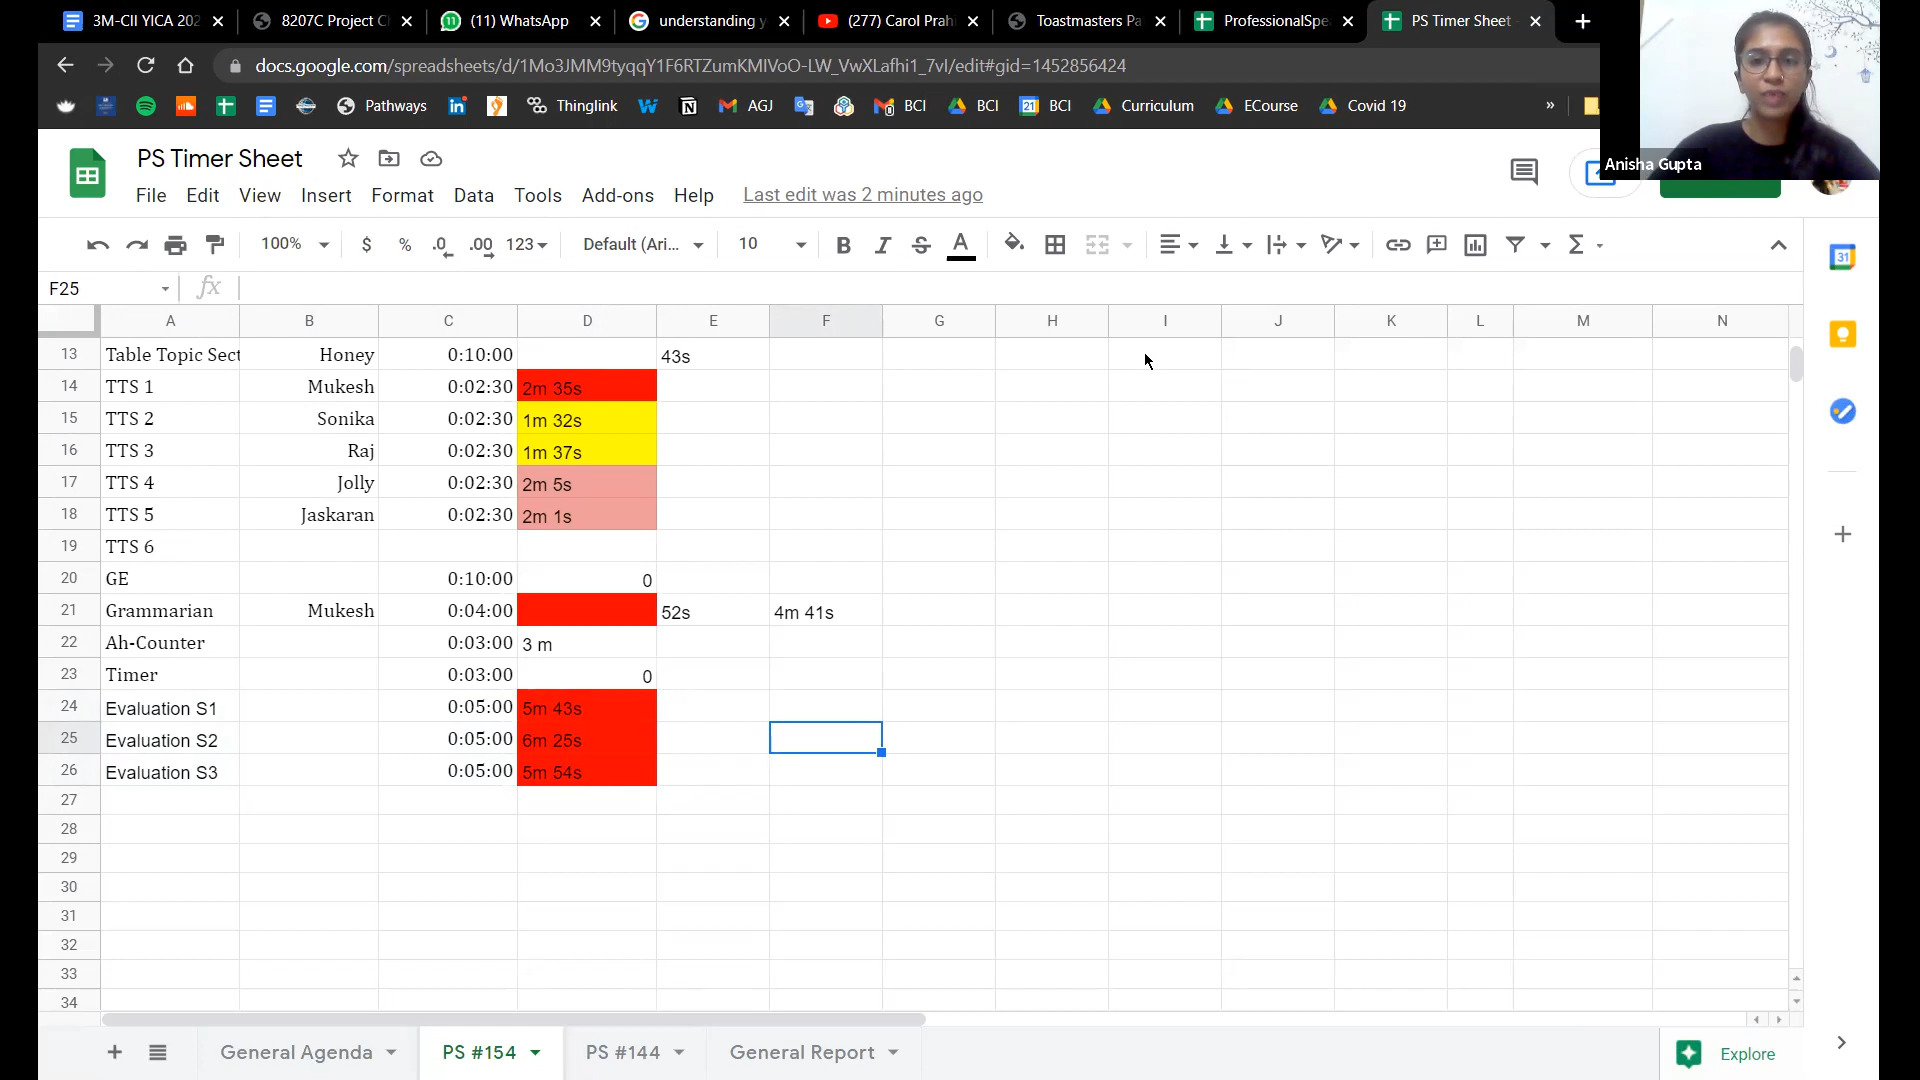 3M-CII YICA 202
8207C Project Ch
(11) WhatsApp
understanding y
(277) Carol Prahi
Toastmasters Pa
ProfessionalSpea
PS Timer Sheet
docs.google.com/spreadsheets/d/1Mo3JMM9tyqqY1F6RTZumKMIVoO-LW_VwXLafhi1_7vI/edit#gid=1452856424
Pathways
Thinglink
AGJ
BCI
BCI
BCI
Curriculum
ECourse
Covid 19
Anisha Gupta
PS Timer Sheet
File Edit View Insert Format Data Tools Add-ons Help Last edit was 2 minutes ago
100% $ % .0 .00 123 Default (Ari... 10 B I S A
F25 fx
A B C D E F G H I J K L M N
13 Table Topic Sect Honey 0:10:00 43s
14 TTS 1 Mukesh 0:02:30 2m 35s
15 TTS 2 Sonika 0:02:30 1m 32s
16 TTS 3 Raj 0:02:30 1m 37s
17 TTS 4 Jolly 0:02:30 2m 5s
18 TTS 5 Jaskaran 0:02:30 2m 1s
19 TTS 6
20 GE 0:10:00 0
21 Grammarian Mukesh 0:04:00 52s 4m 41s
22 Ah-Counter 0:03:00 3 m
23 Timer 0:03:00 0
24 Evaluation S1 0:05:00 5m 43s
25 Evaluation S2 0:05:00 6m 25s
26 Evaluation S3 0:05:00 5m 54s
27
28
29
30
31
32
33
34
General Agenda PS #154 PS #144 General Report Explore